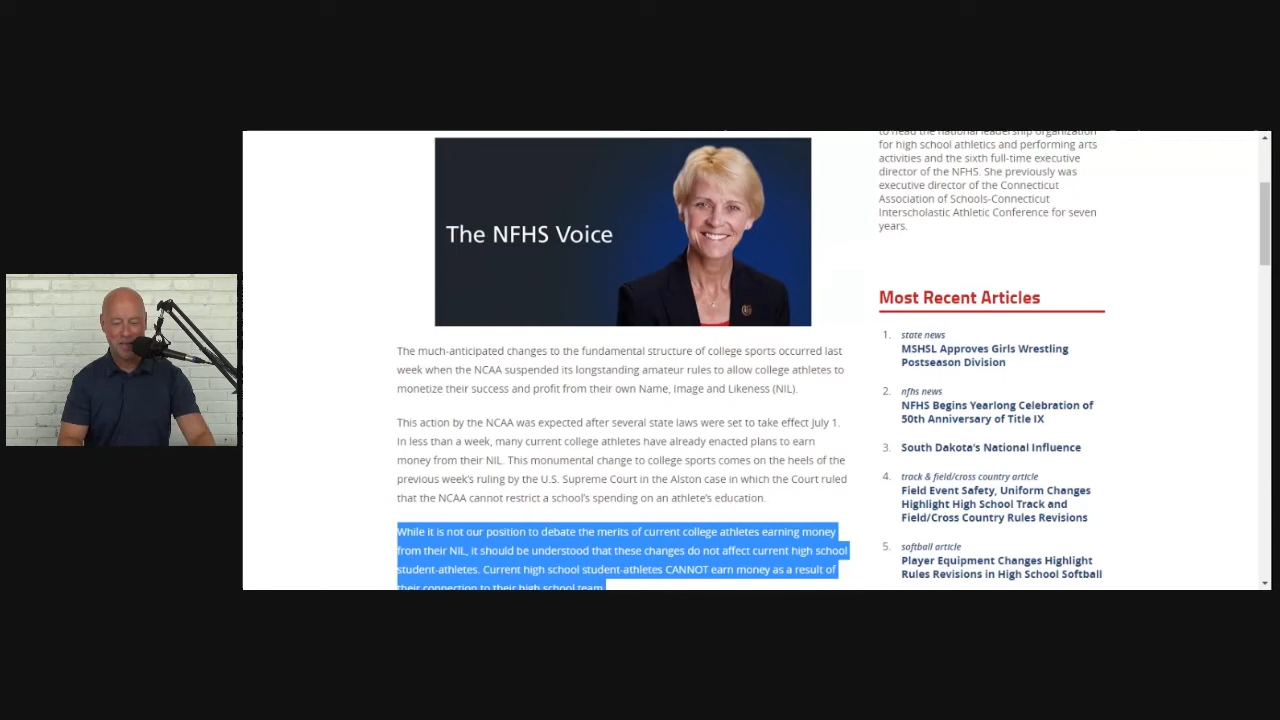 The NFHS Voice
The much-anticipated changes to the fundamental structure of college sports occurred last
week when the NCAA suspended its longstanding amateur rules to allow college athletes to
monetize their success and profit from their own Name, Image and Likeness (NIL).
This action by the NCAA was expected after several state laws were set to take effect July 1.
In less than a week, many current college athletes have already enacted plans to earn
money from their NIL. This monumental change to college sports comes on the heels of the
previous week's ruling by the U.S. Supreme Court in the Alston case in which the Court ruled
that the NCAA cannot restrict a school's spending on an athlete's education.
While it is not our position to debate the merits of current college athletes earning money
from their NIL, it should be understood that these changes do not affect current high school
student-athletes. Current high school student-athletes CANNOT earn money as a result of
their connection to their high school team.
to head the national leadership organization
for high school athletics and performing arts
activities and the sixth full-time executive
director of the NFHS. She previously was
executive director of the Connecticut
Association of Schools-Connecticut
Interscholastic Athletic Conference for seven
years.
Most Recent Articles
1. state news
MSHSL Approves Girls Wrestling
Postseason Division
2. nfhs news
NFHS Begins Yearlong Celebration of
50th Anniversary of Title IX
3. South Dakota's National Influence
4. track & field/cross country article
Field Event Safety, Uniform Changes
Highlight High School Track and
Field/Cross Country Rules Revisions
5. softball article
Player Equipment Changes Highlight
Rules Revisions in High School Softball